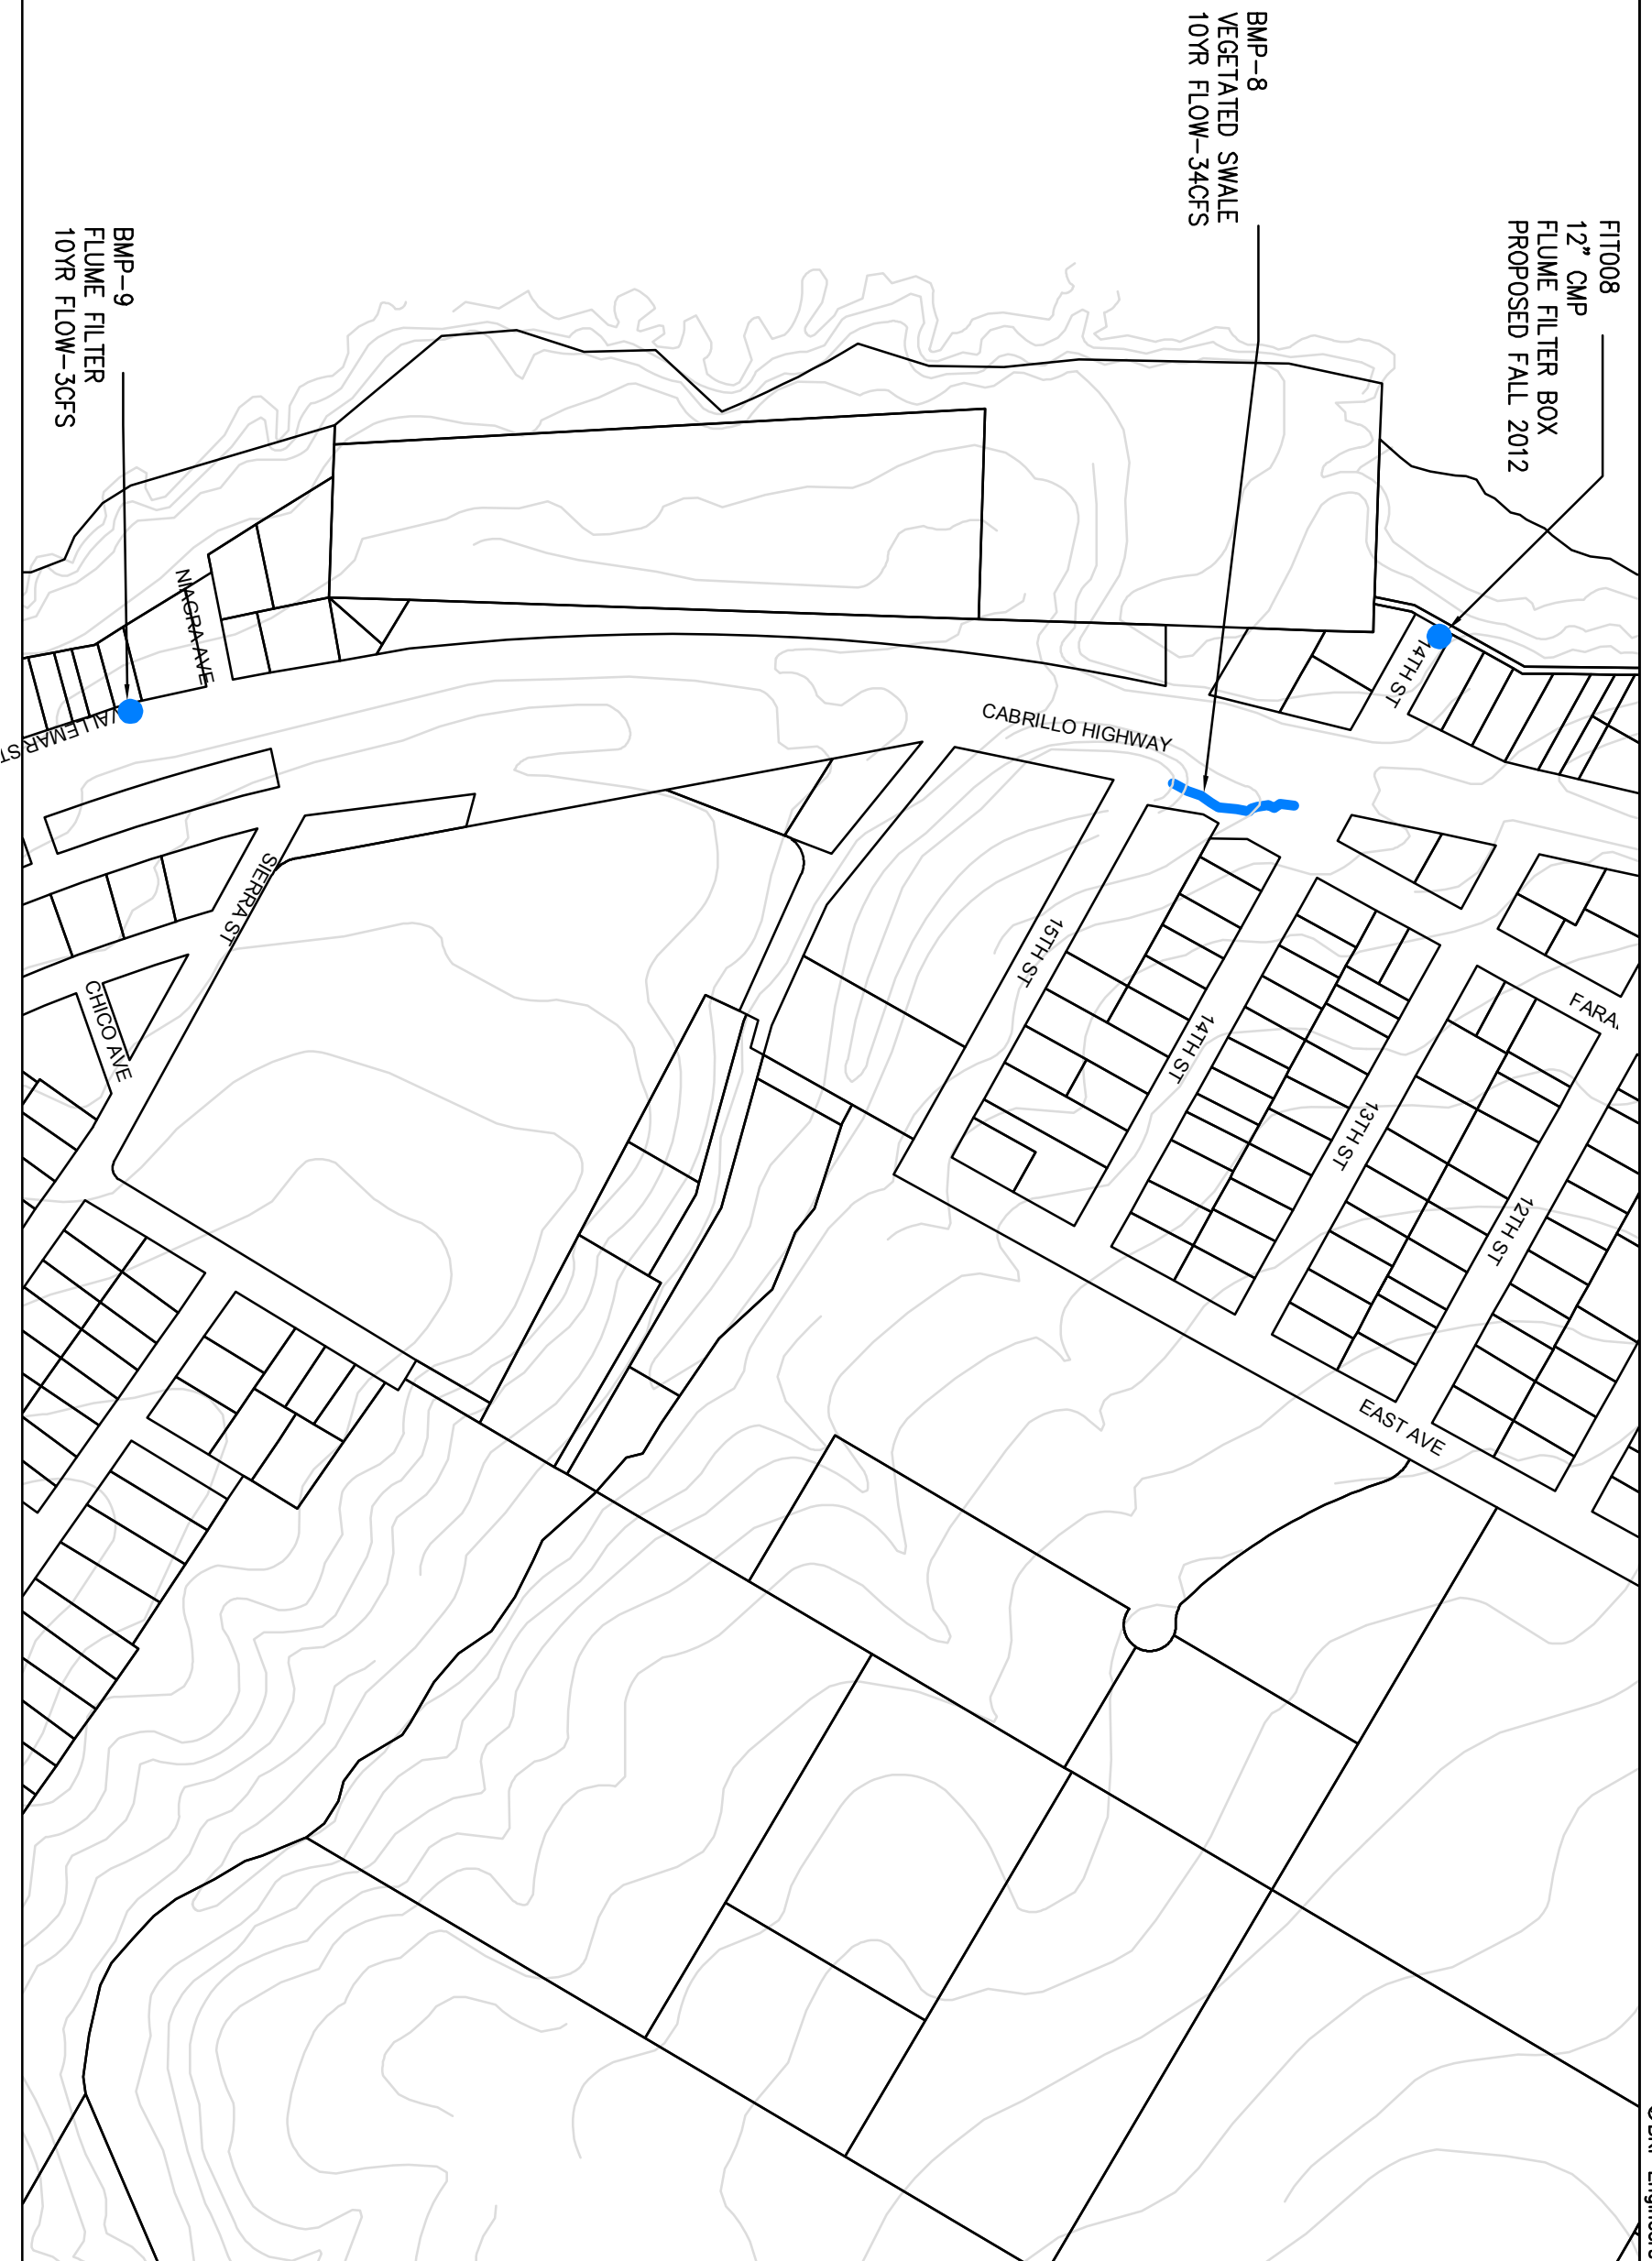 FIT008
12" CMP
FLUME FILTER BOX
PROPOSED FALL 2012
BMP-8
VEGETATED SWALE
10YR FLOW-34CFS
BMP-9
FLUME FILTER
10YR FLOW-3CFS
14TH ST
CABRILLO HIGHWAY
NIAGRA AVE
SIERRA ST
CHICO AVE
15TH ST
14TH ST
13TH ST
12TH ST
EAST AVE